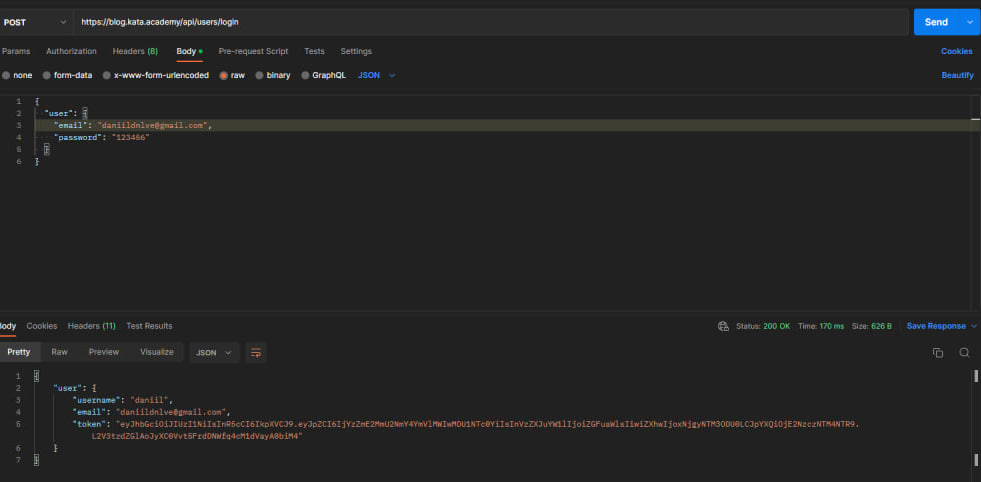 POST https://blog.kata.academy/api/users/login Send
Params Authorization Headers (8) Body Pre-request Script Tests Settings Cookies
none form-data x-www-form-urlencoded raw binary GraphQL JSON Beautify
1 {
2 "user": {
3 "email": "daniildnlve@gmail.com",
4 "password": "123456"
5 }
6 }
Body Cookies Headers (11) Test Results Status: 200 OK Time: 170 ms Size: 626 B Save Response
Pretty Raw Preview Visualize JSON
1 {
2 "user": {
3 "username": "daniil",
4 "email": "daniildnlve@gmail.com",
5 "token":
6 }
7 }